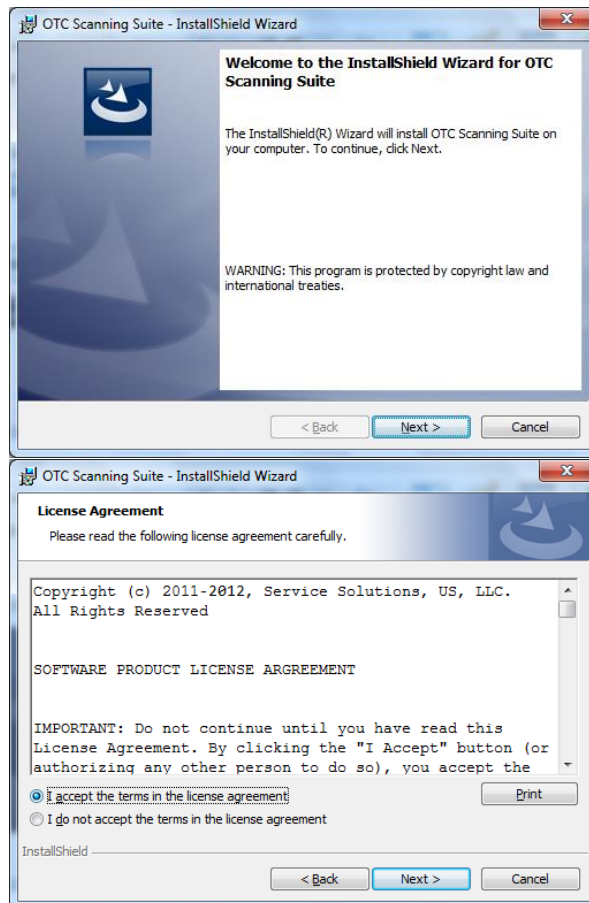 OTC Scanning Suite - InstallShield Wizard
x
Welcome to the InstallShield Wizard for OTC
Scanning Suite
The InstallShield(R) Wizard will install OTC Scanning Suite on
your computer. To continue, click Next.
WARNING: This program is protected by copyright law and
international treaties.
< Back Next > Cancel
OTC Scanning Suite - InstallShield Wizard
x
License Agreement
Please read the following license agreement carefully.
Copyright (c) 2011-2012, Service Solutions, US, LLC.
All Rights Reserved
SOFTWARE PRODUCT LICENSE ARGREEMENT
IMPORTANT: Do not continue until you have read this
License Agreement. By clicking the "I Accept" button (or
authorizing any other person to do so), you accept the
I accept the terms in the license agreement Print
I do not accept the terms in the license agreement
InstallShield
< Back Next > Cancel